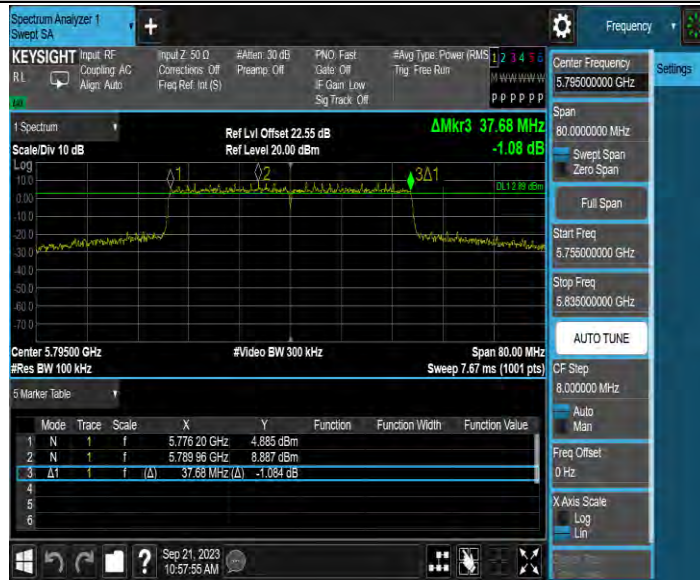 Spectrum Analyzer 1
Swept SA
+
Frequency
KEYSIGHT
Input: RF
Coupling: AC
Align: Auto
Input Z: 50 Ω
Corrections: Off
Freq Ref: Int (S)
#Atten: 30 dB
Preamp: Off
PNO: Fast
Gate: Off
IF Gain: Low
Sig Track: Off
#Avg Type: Power (RMS
Trig: Free Run
1 2 3 4 5 6
M W W W W W
P P P P P P
RL
Center Frequency
5.795000000 GHz
Settings
1 Spectrum
Scale/Div 10 dB
Ref Lvl Offset 22.55 dB
Ref Level 20.00 dBm
ΔMkr3 37.68 MHz
-1.08 dB
Span
80.0000000 MHz
Swept Span
Zero Span
Full Span
Start Freq
5.755000000 GHz
Stop Freq
5.835000000 GHz
AUTO TUNE
CF Step
8.000000 MHz
Auto
Man
Freq Offset
0 Hz
X Axis Scale
Log
Lin
Log
10.0
0.00
-10.0
-20.0
-30.0
-40.0
-50.0
-60.0
-70.0
1
2
3Δ1
DL1 2.89 dBm
Center 5.79500 GHz
#Video BW 300 kHz
Span 80.00 MHz
#Res BW 100 kHz
Sweep 7.67 ms (1001 pts)
5 Marker Table
Mode Trace Scale X Y Function Function Width Function Value
1 N 1 f 5.776 20 GHz 4.885 dBm
2 N 1 f 5.789 96 GHz 8.887 dBm
3 Δ1 1 f (Δ) 37.68 MHz (Δ) -1.084 dB
4
5
6
?
Sep 21, 2023
10:57:55 AM